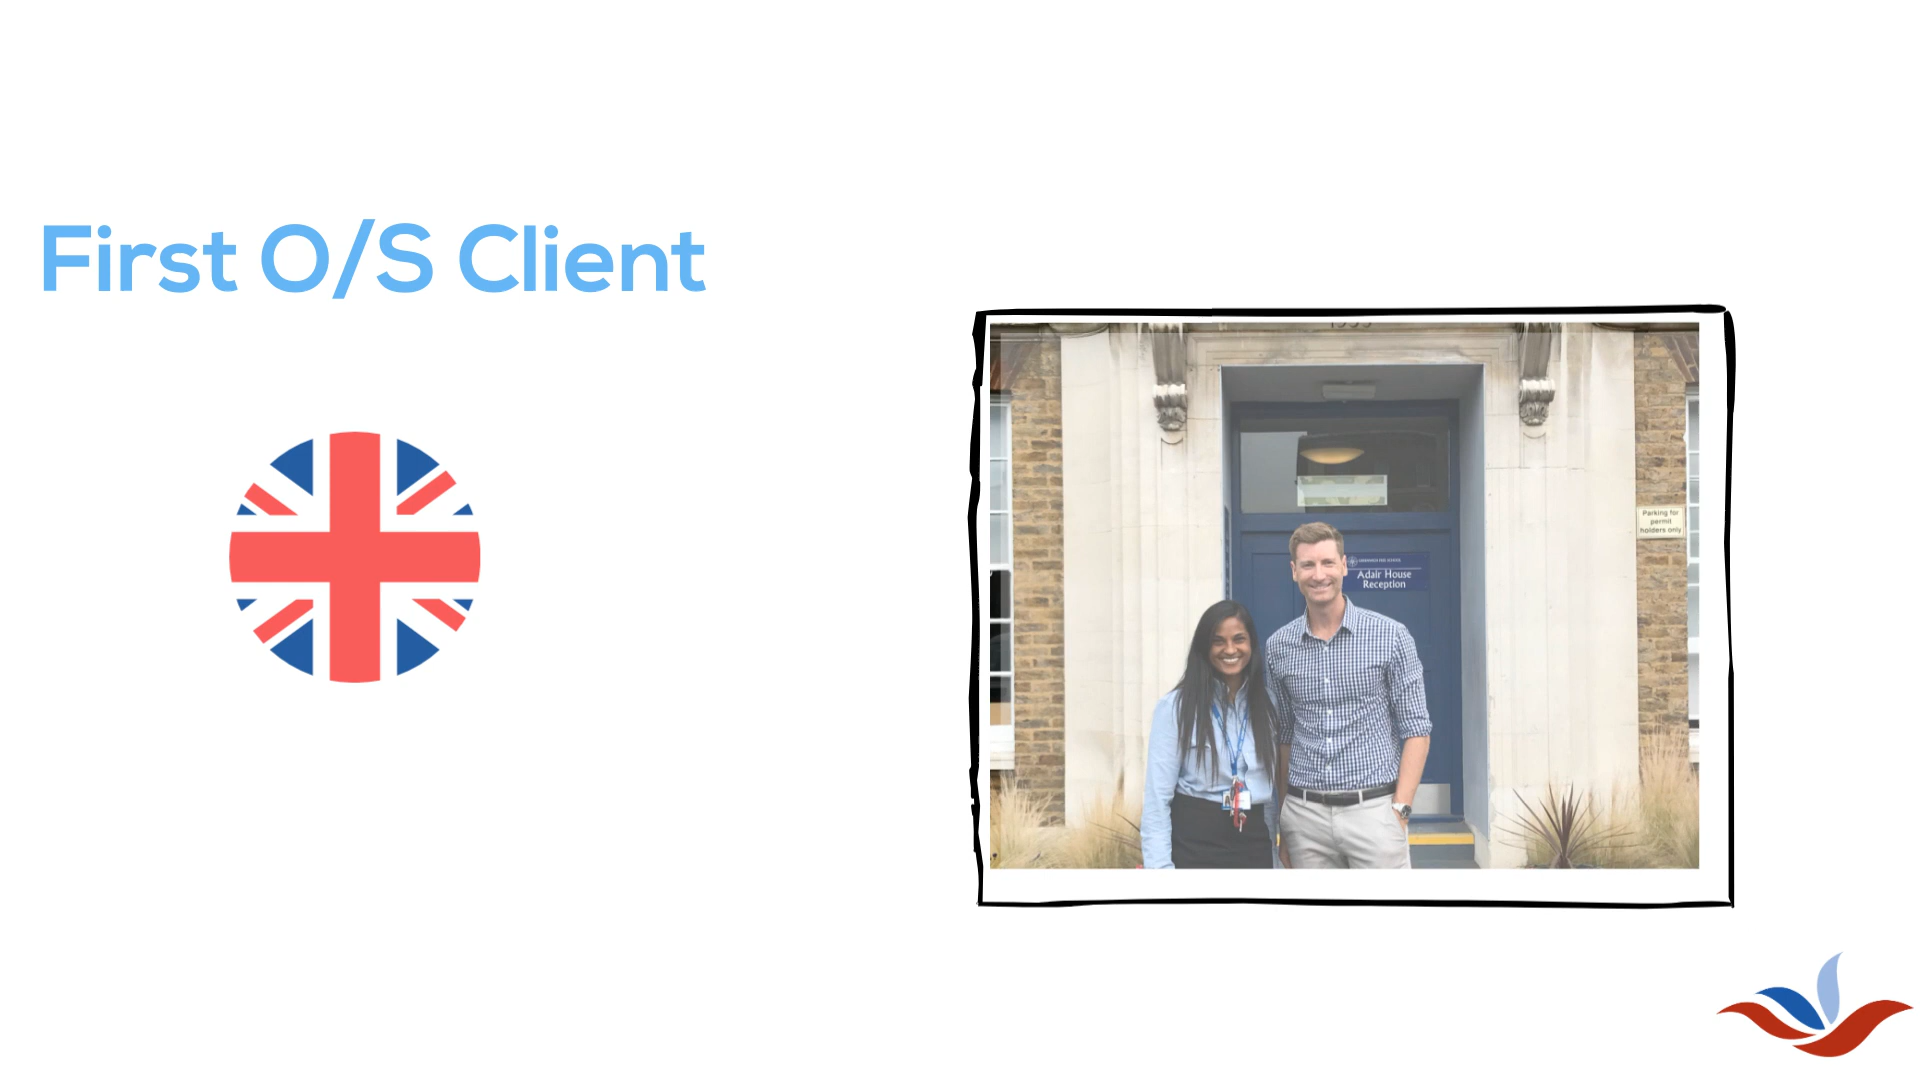 First O/S Client
Parking for
permit
holders only
Adair House
Reception